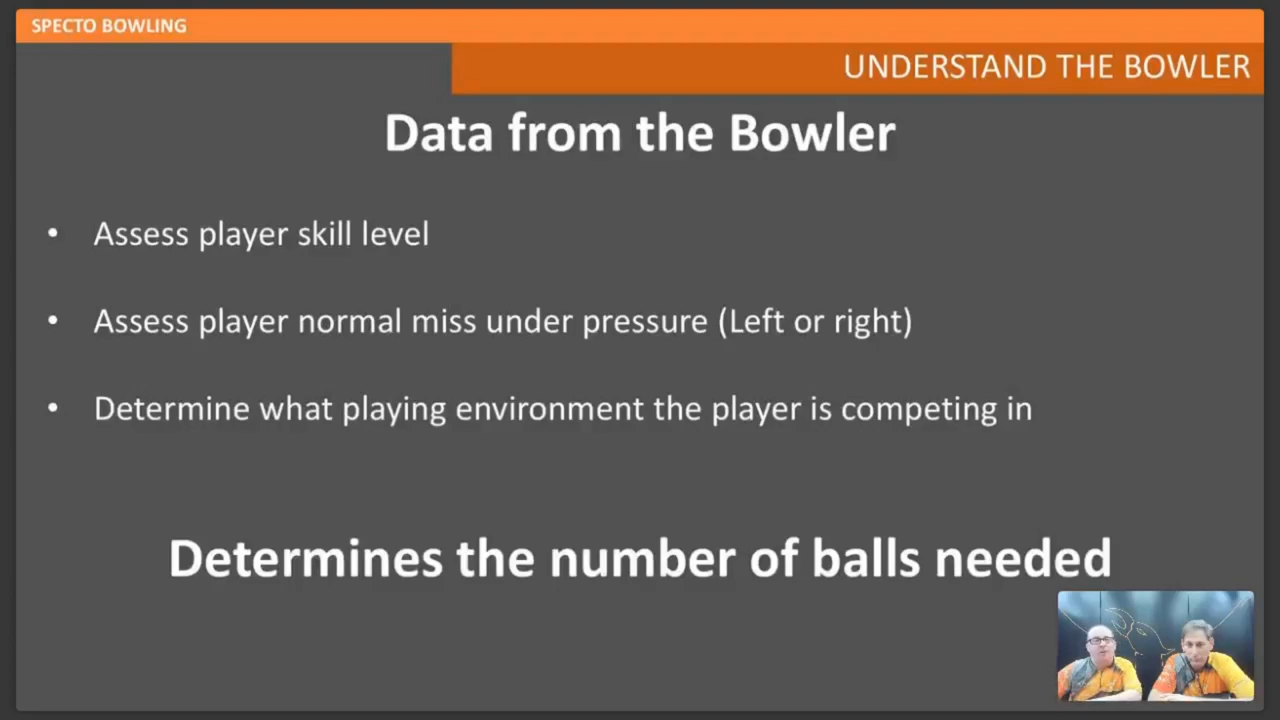 SPECTO BOWLING
UNDERSTAND THE BOWLER
Data from the Bowler
• Assess player skill level
• Assess player normal miss under pressure (Left or right)
• Determine what playing environment the player is competing in
Determines the number of balls needed